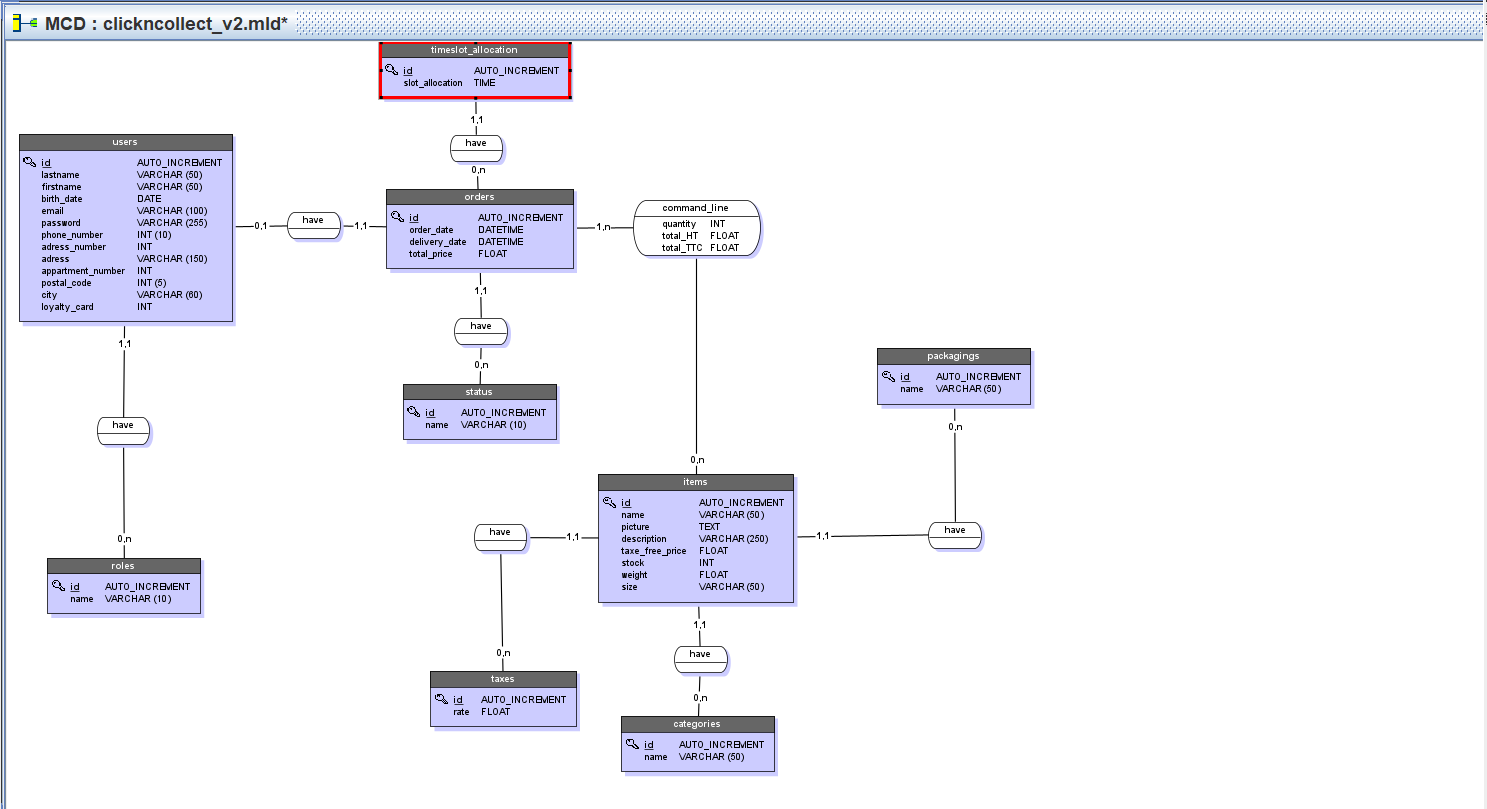 MCD : clickncollect_v2.mld*
timeslot_allocation
id AUTO_INCREMENT
slot_allocation TIME
1,1
have
0,n
users
id AUTO_INCREMENT
lastname VARCHAR (50)
firstname VARCHAR (50)
birth_date DATE
email VARCHAR (100)
password VARCHAR (255)
phone_number INT (10)
adress_number INT
adress VARCHAR (150)
appartment_number INT
postal_code INT (5)
city VARCHAR (60)
loyalty_card INT
0,1
have
1,1
orders
id AUTO_INCREMENT
order_date DATETIME
delivery_date DATETIME
total_price FLOAT
1,n
command_line
quantity INT
total_HT FLOAT
total_TTC FLOAT
1,1
have
0,n
status
id AUTO_INCREMENT
name VARCHAR (10)
1,1
have
0,n
roles
id AUTO_INCREMENT
name VARCHAR (10)
packagings
id AUTO_INCREMENT
name VARCHAR (50)
0,n
have
1,1
0,n
items
id AUTO_INCREMENT
name VARCHAR (50)
picture TEXT
description VARCHAR (250)
taxe_free_price FLOAT
stock INT
weight FLOAT
size VARCHAR (50)
have
1,1
0,n
taxes
id AUTO_INCREMENT
rate FLOAT
1,1
have
0,n
categories
id AUTO_INCREMENT
name VARCHAR (50)